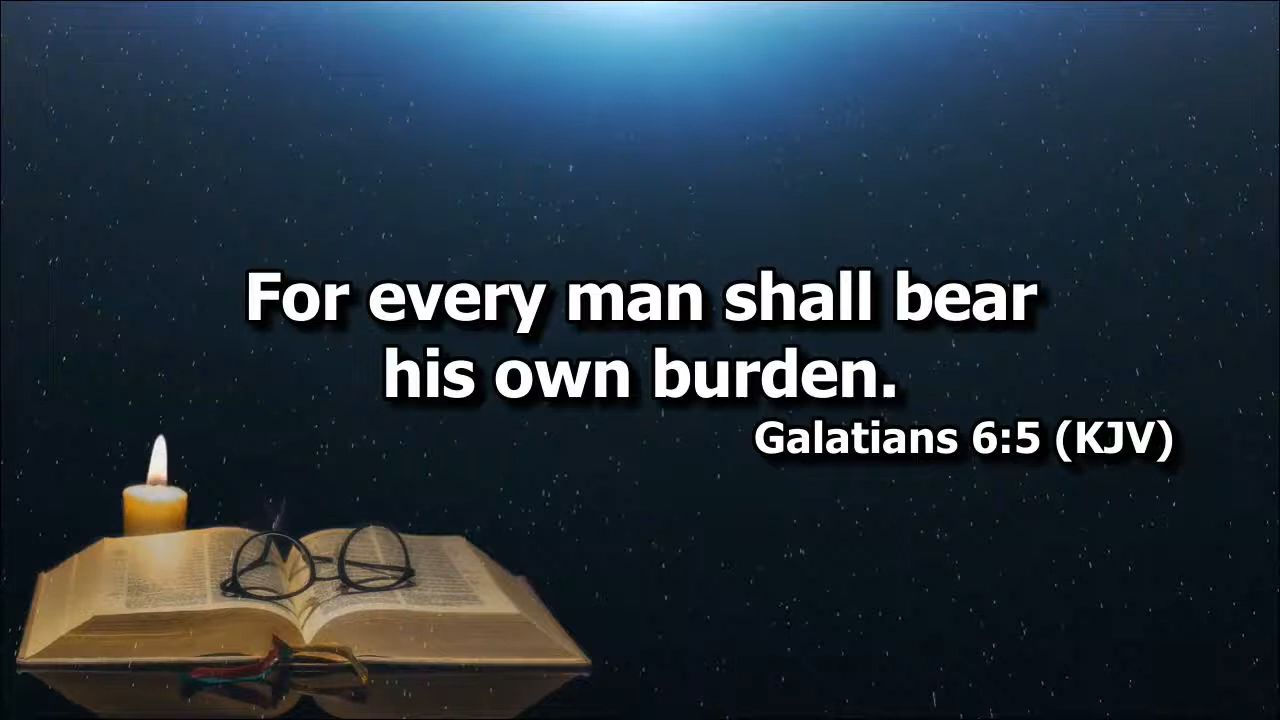 For every man shall bear
his own burden.
Galatians 6:5 (KJV)